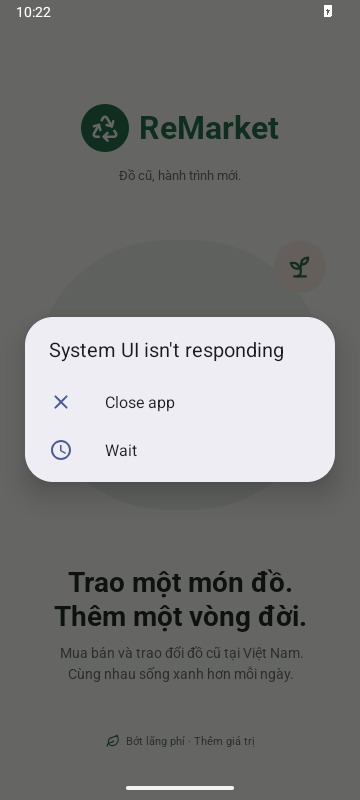 10:22
ReMarket
Đồ cũ, hành trình mới.
System UI isn't responding
Close app
Wait
Trao một món đồ.
Thêm một vòng đời.
Mua bán và trao đổi đồ cũ tại Việt Nam.
Cùng nhau sống xanh hơn mỗi ngày.
Bớt lãng phí · Thêm giá trị